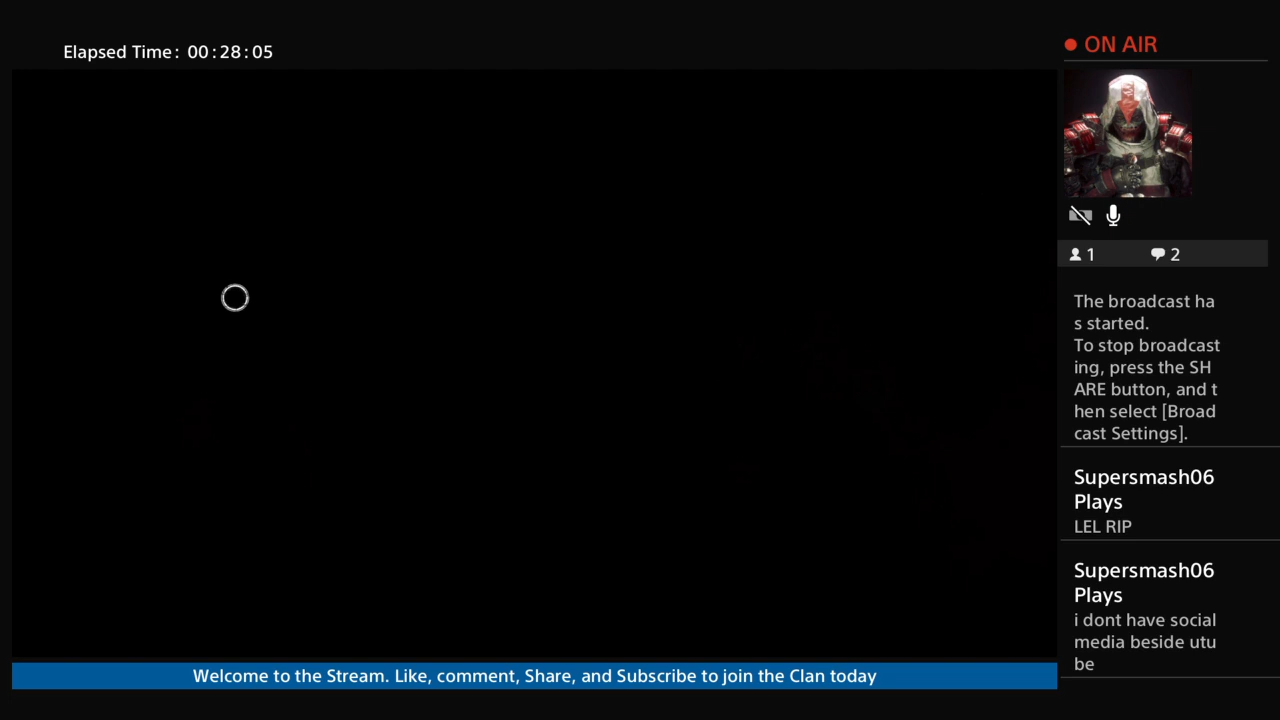 Elapsed Time: 00:28:05
ON AIR
1 2
The broadcast ha
s started.
To stop broadcast
ing, press the SH
ARE button, and t
hen select [Broad
cast Settings].
Supersmash06
Plays
LEL RIP
Supersmash06
Plays
i dont have social
media beside utu
be
Welcome to the Stream. Like, comment, Share, and Subscribe to join the Clan today